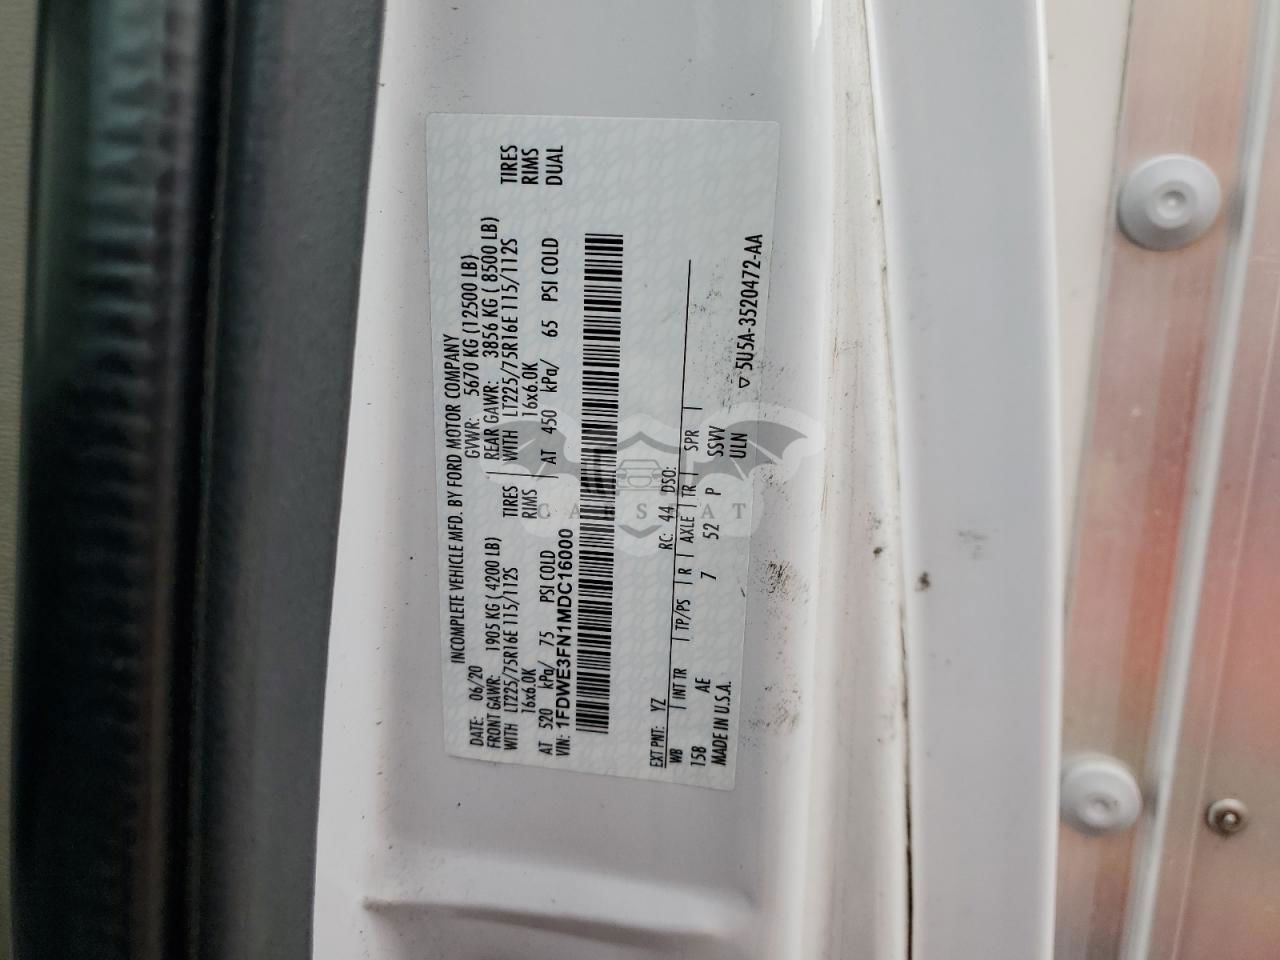 INCOMPLETE VEHICLE MFD. BY FORD MOTOR COMPANY
DATE: 06/20 GVWR: 5670 KG (12500 LB)
FRONT GAWR: 1905 KG ( 4200 LB) REAR GAWR: 3856 KG ( 8500 LB)
WITH LT225/75R16E 115/112S TIRES WITH LT225/75R16E 115/112S TIRES
16x6.0K RIMS 16x6.0K RIMS
AT 520 kPa/ 75 PSI COLD AT 450 kPa/ 65 PSI COLD DUAL
VIN: 1FDWE3FN1MDC16000
EXT PNT: YZ RC: 44 DSO:
WB INT TR TP/PS R AXLE TR SPR
158 AE 7 52 P SSVV
MADE IN U.S.A. ULN
▽ 5U5A-3520472-AA
CARSBAT